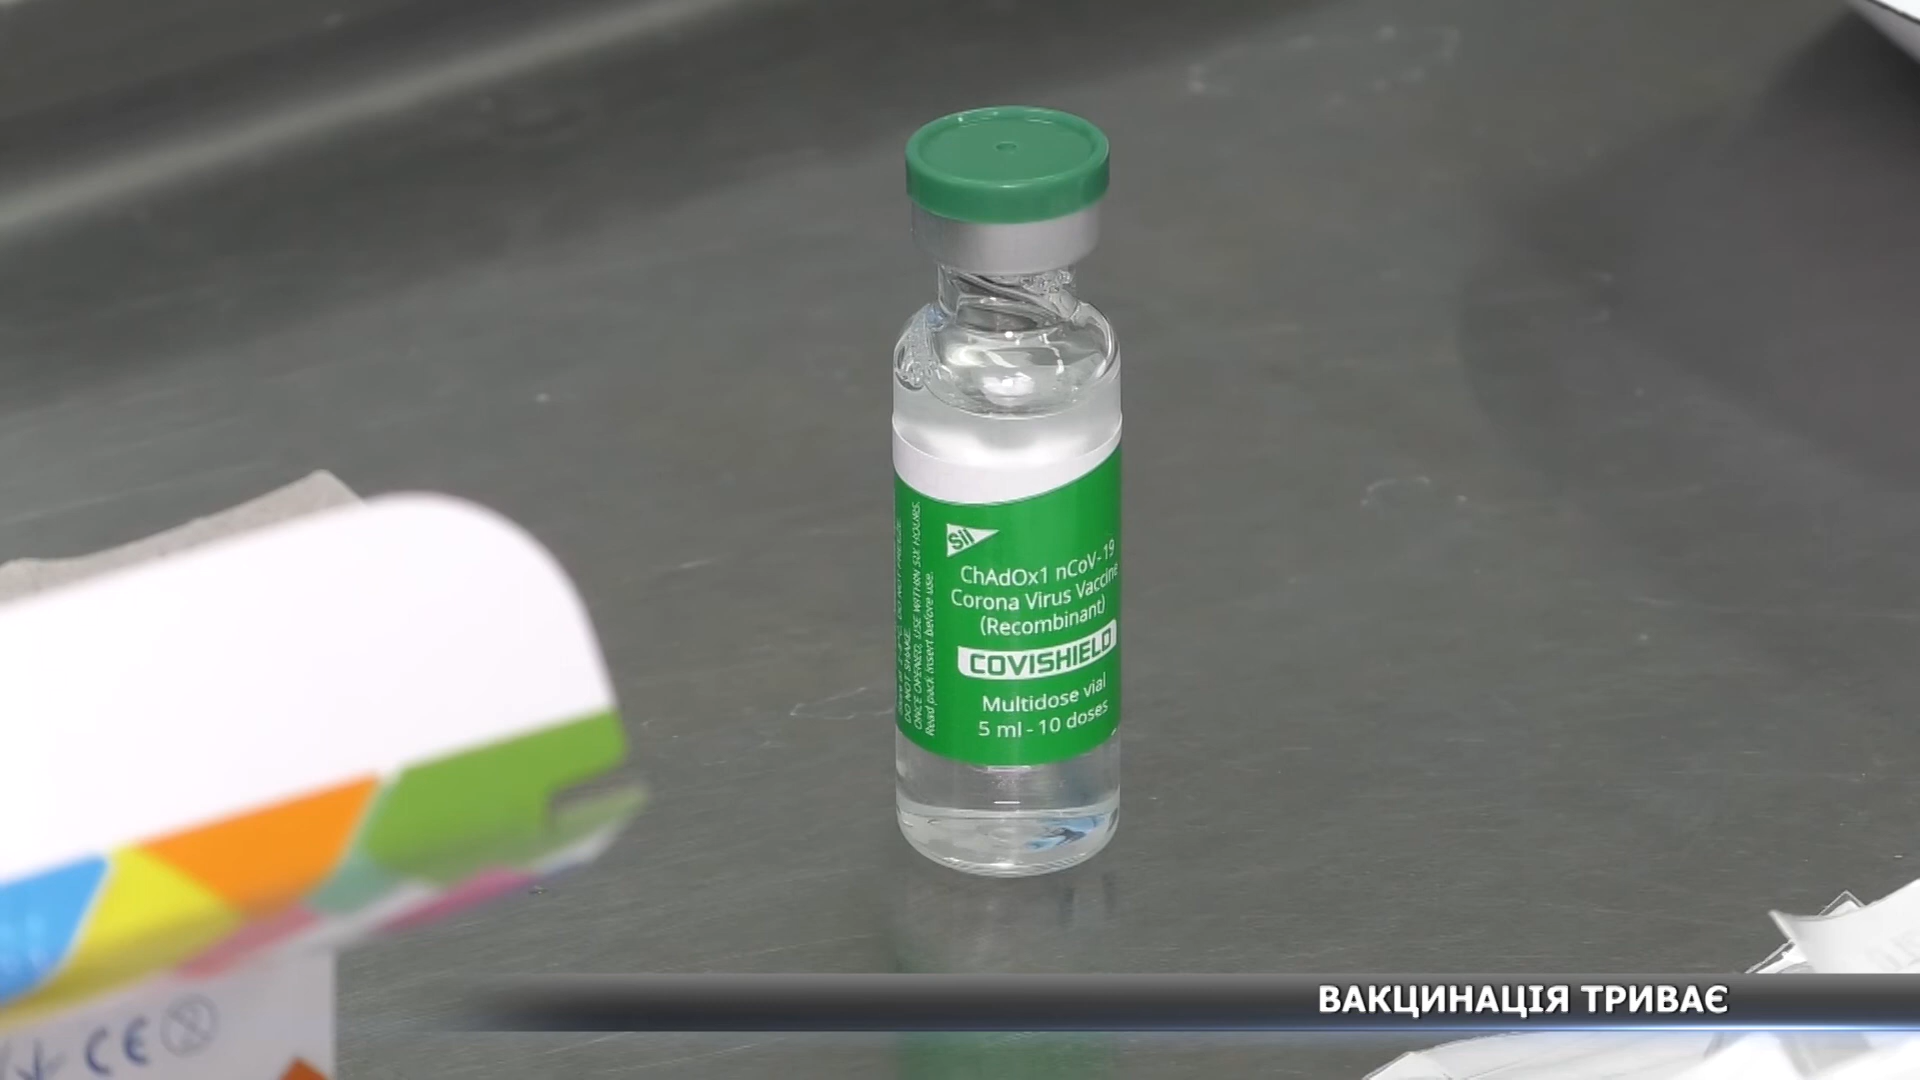 SII
ChAdOx1 nCoV-19
Corona Virus Vaccine
(Recombinant)
COVISHIELD
Multidose vial
5 ml - 10 doses
DO NOT SHAKE.
ONCE OPENED, USE WITHIN SIX HOURS.
Read pack insert before use.
CE
ВАКЦИНАЦІЯ ТРИВАЄ